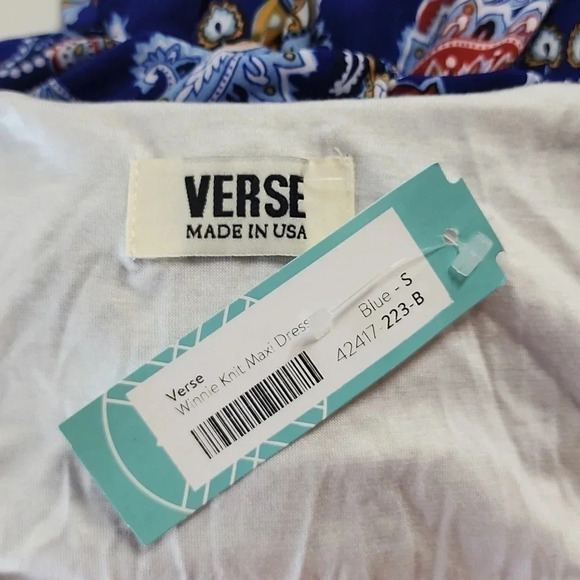 VERSE
MADE IN USA
Verse
Winnie Knit Maxi Dress
Blue - S
42417-223-B